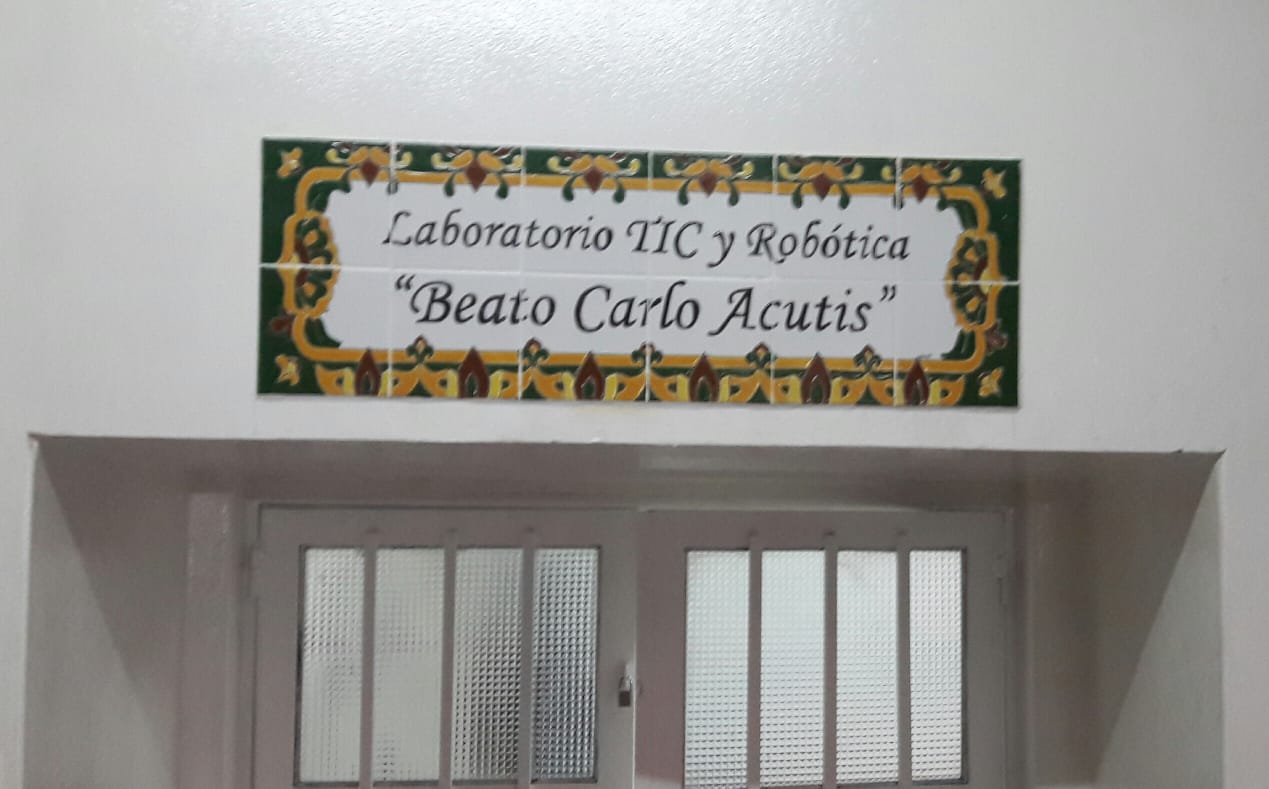 Laboratorio TIC y Robótica
“Beato Carlo Acutis”